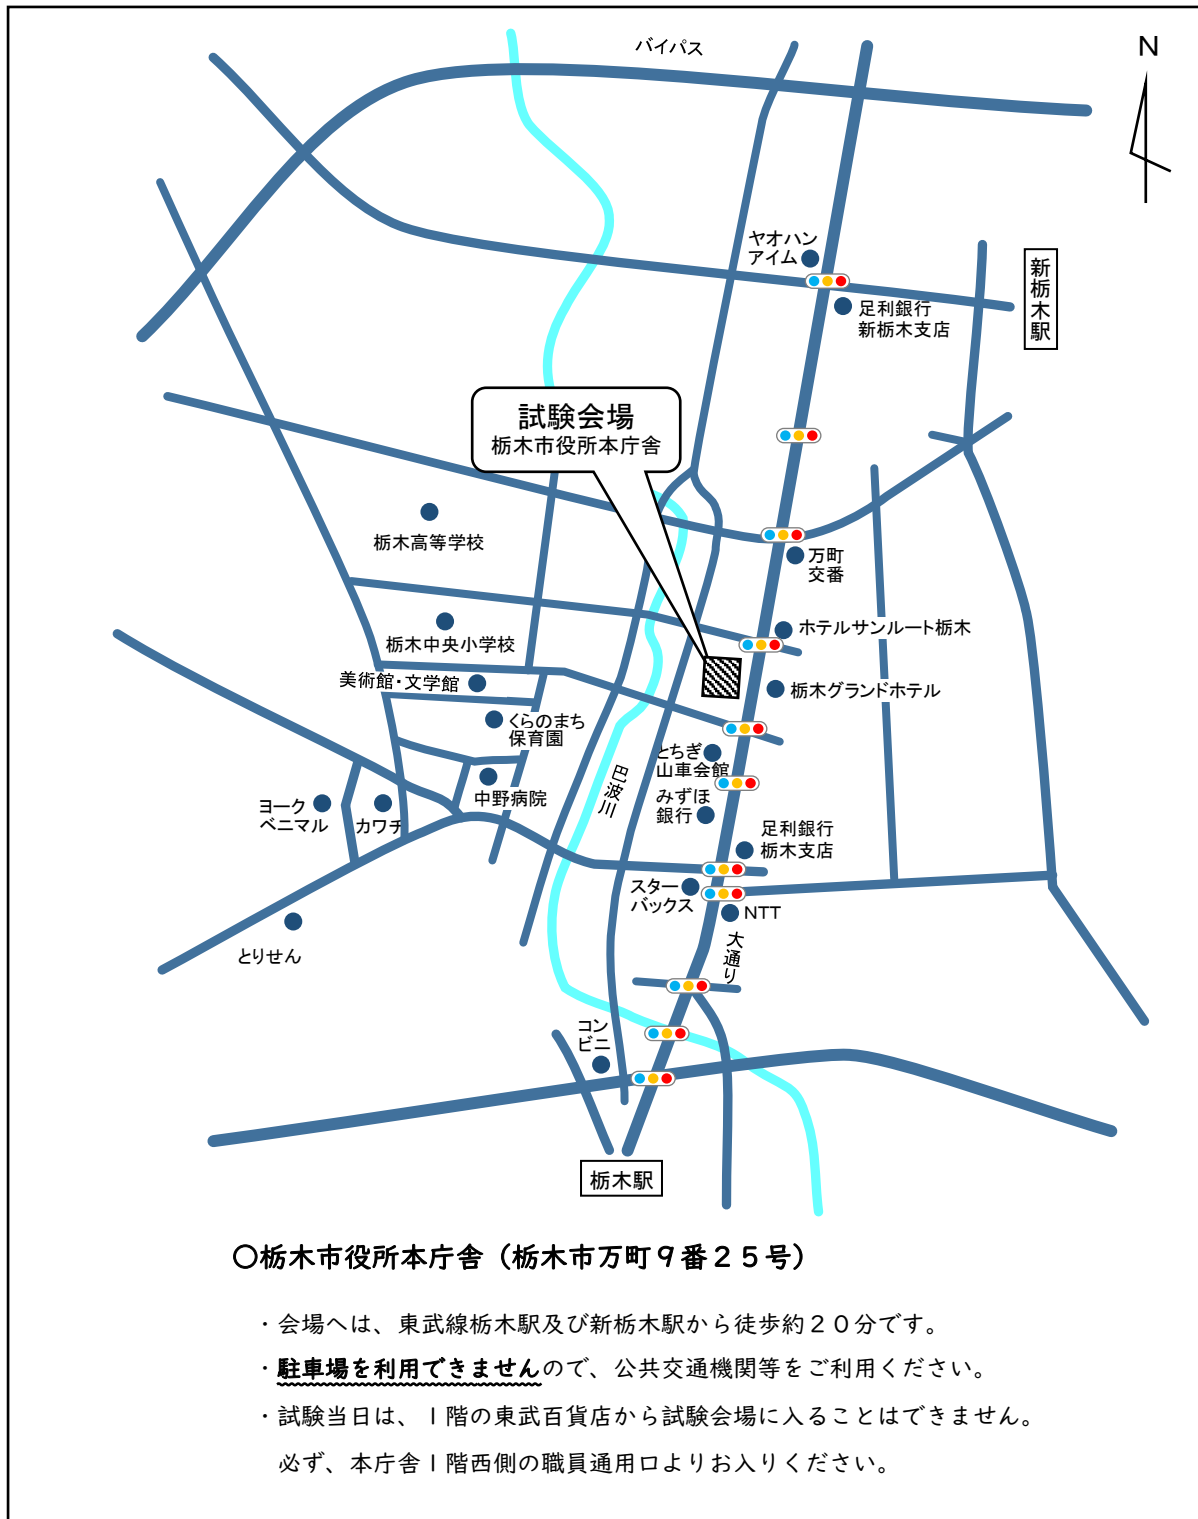 バイパス
N
ヤオハン
アイム
新栃木駅
足利銀行
新栃木支店
試験会場
栃木市役所本庁舎
栃木高等学校
万町
交番
ホテルサンルート栃木
栃木中央小学校
美術館・文学館
栃木グランドホテル
くらのまち
保育園
とちぎ
山車会館
巴波川
中野病院
みずほ
銀行
ヨーク
ベニマル
カワチ
足利銀行
栃木支店
スター
バックス
NTT
とりせん
大通り
コン
ビニ
栃木駅
○栃木市役所本庁舎（栃木市万町９番２５号）
・会場へは、東武線栃木駅及び新栃木駅から徒歩約２０分です。
・駐車場を利用できませんので、公共交通機関等をご利用ください。
・試験当日は、１階の東武百貨店から試験会場に入ることはできません。
必ず、本庁舎１階西側の職員通用口よりお入りください。